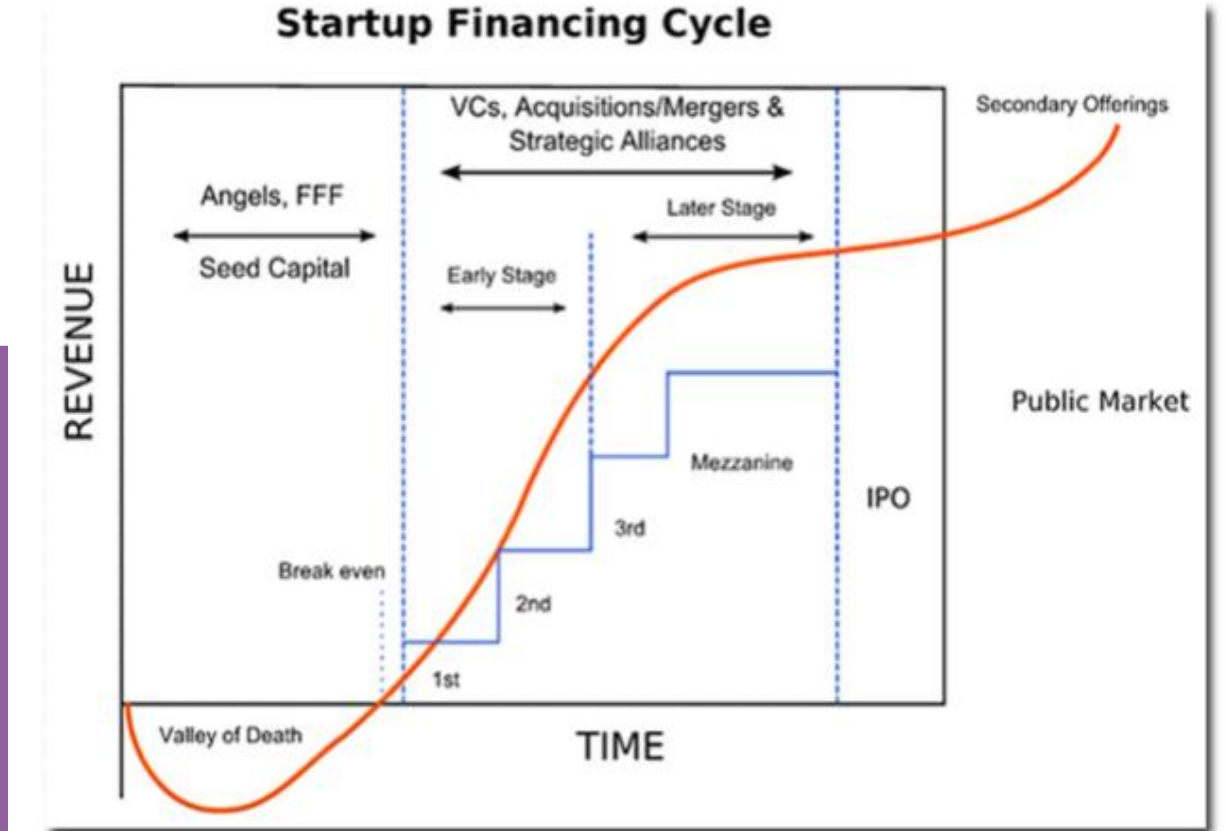 Startup Financing Cycle
Secondary Offerings
VCs, Acquisitions/Mergers &
Strategic Alliances
Angels, FFF
Later Stage
Seed Capital
Early Stage
REVENUE
Public Market
Mezzanine
IPO
3rd
Break even
2nd
1st
Valley of Death
TIME